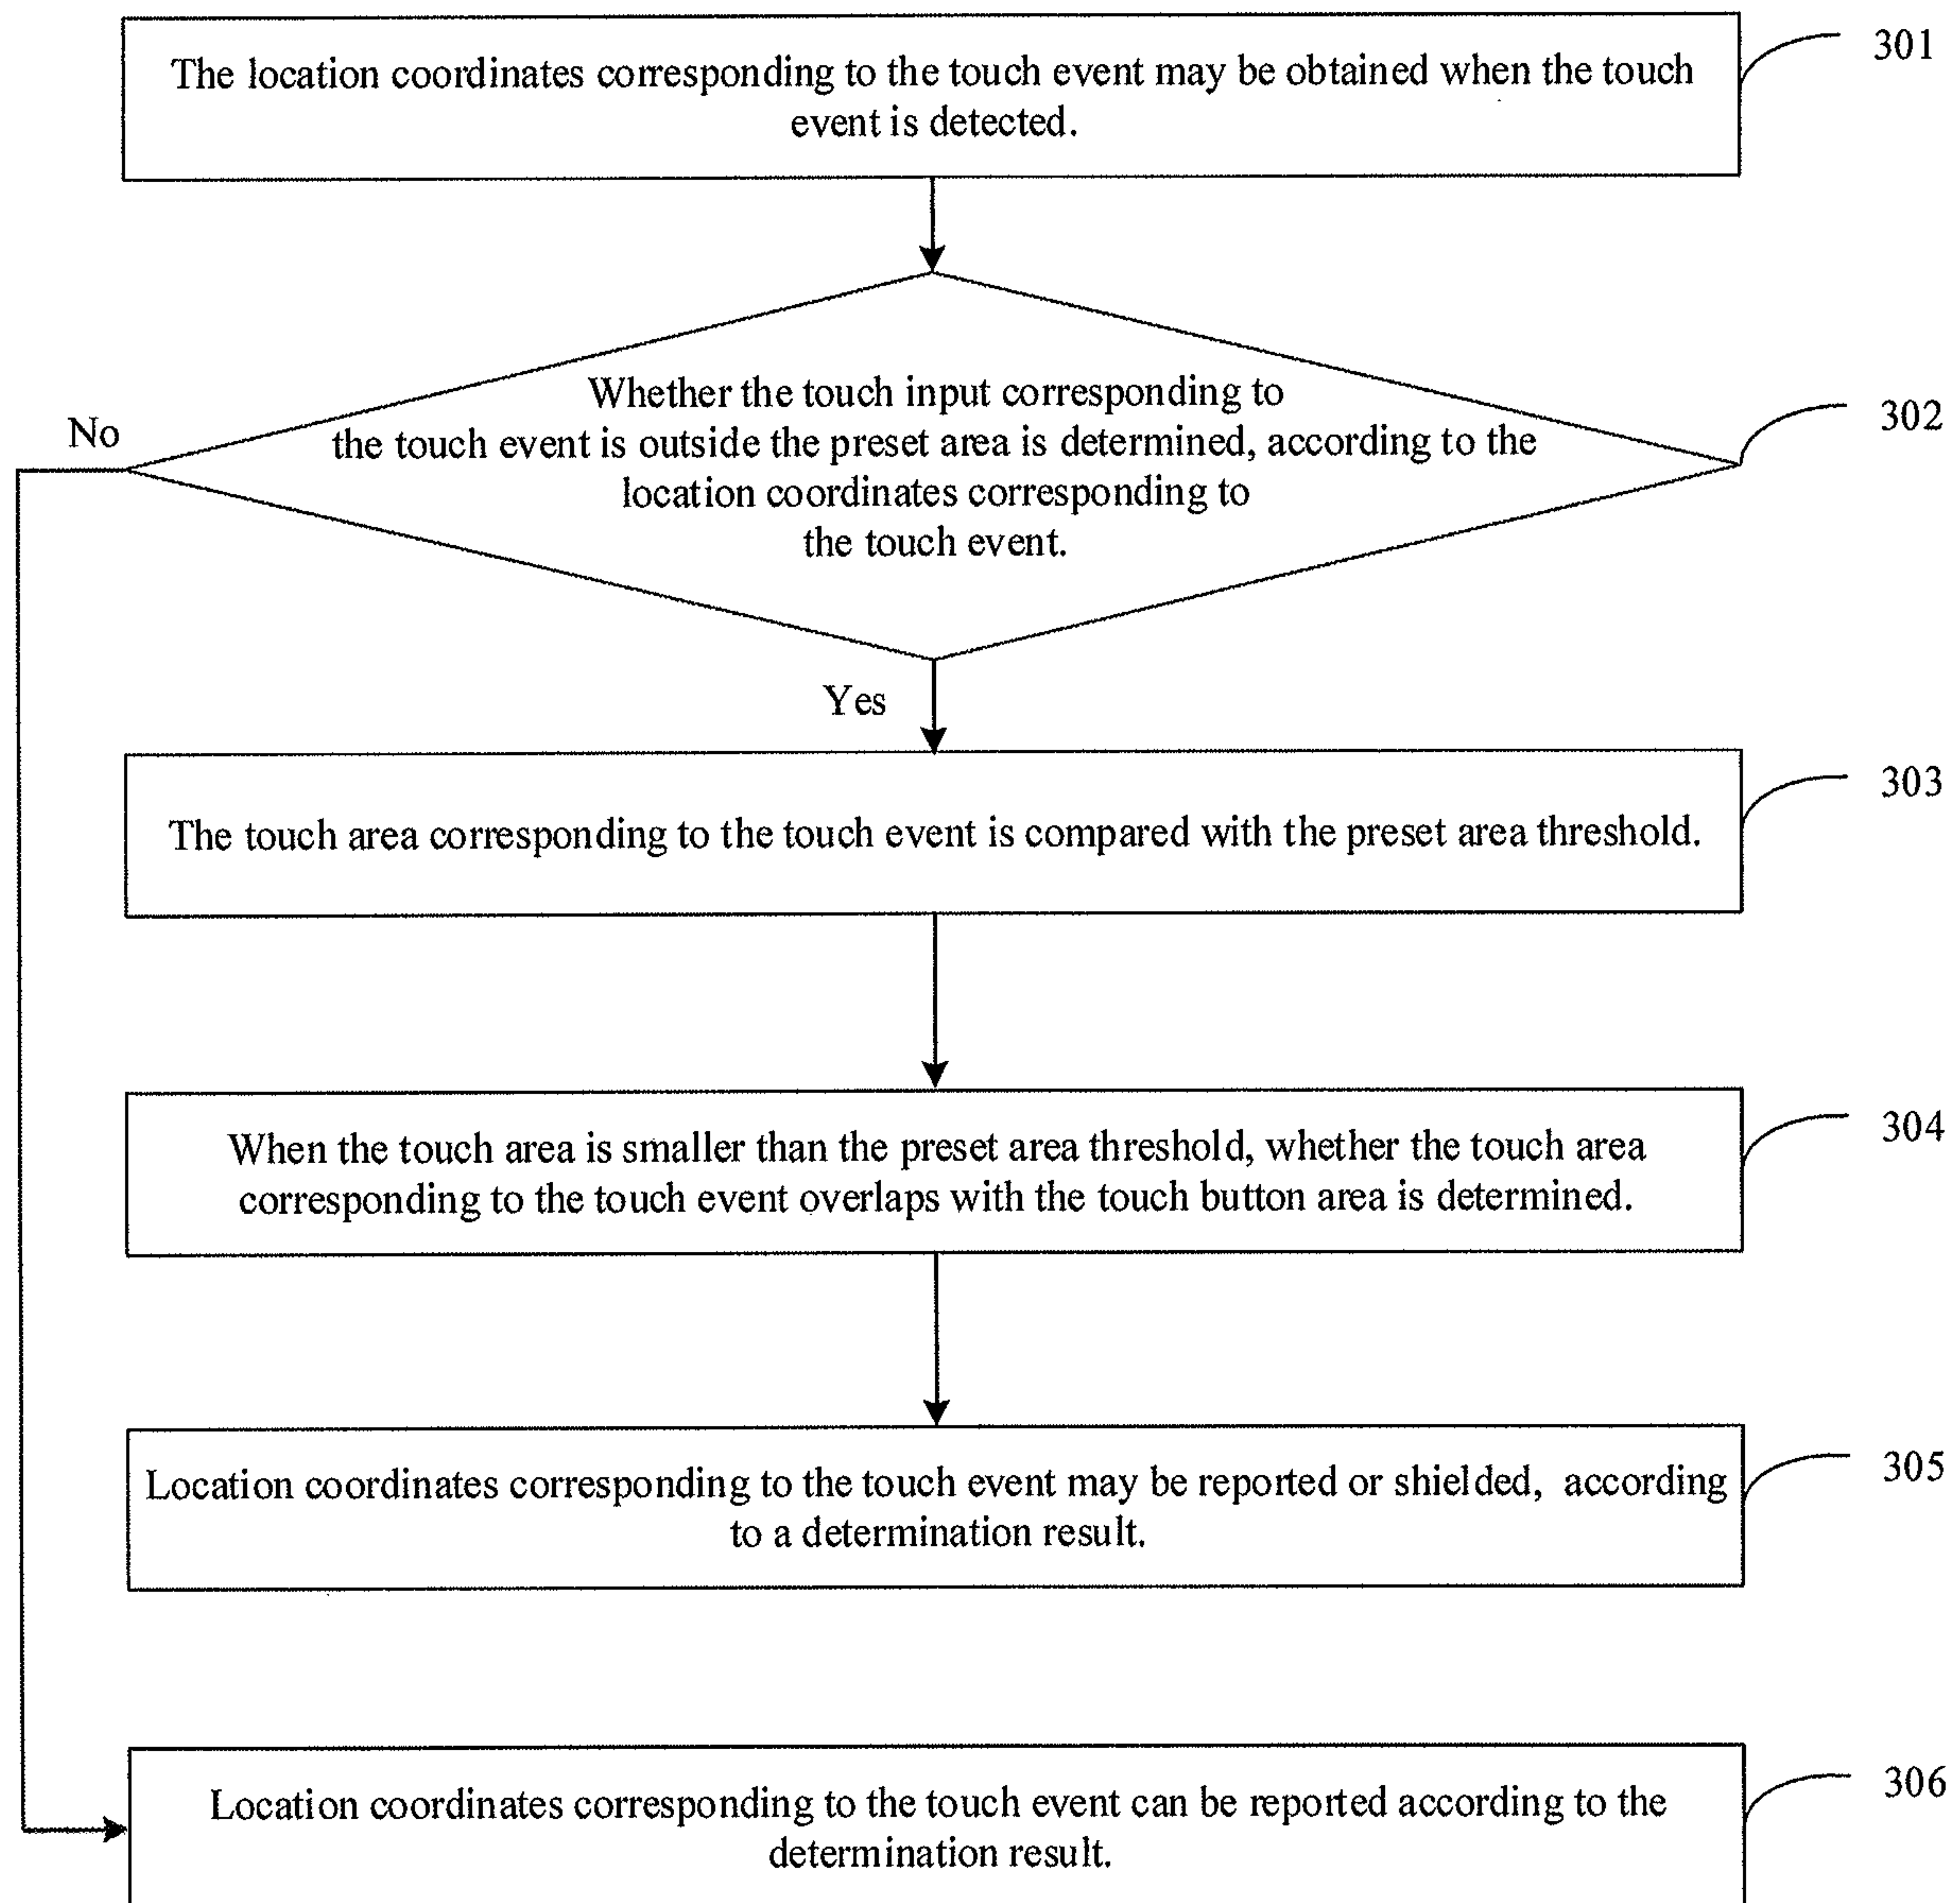 The location coordinates corresponding to the touch event may be obtained when the touch
event is detected.
301
Whether the touch input corresponding to
the touch event is outside the preset area is determined, according to the
location coordinates corresponding to
the touch event.
302
No
Yes
The touch area corresponding to the touch event is compared with the preset area threshold.
303
When the touch area is smaller than the preset area threshold, whether the touch area
corresponding to the touch event overlaps with the touch button area is determined.
304
Location coordinates corresponding to the touch event may be reported or shielded, according
to a determination result.
305
Location coordinates corresponding to the touch event can be reported according to the
determination result.
306